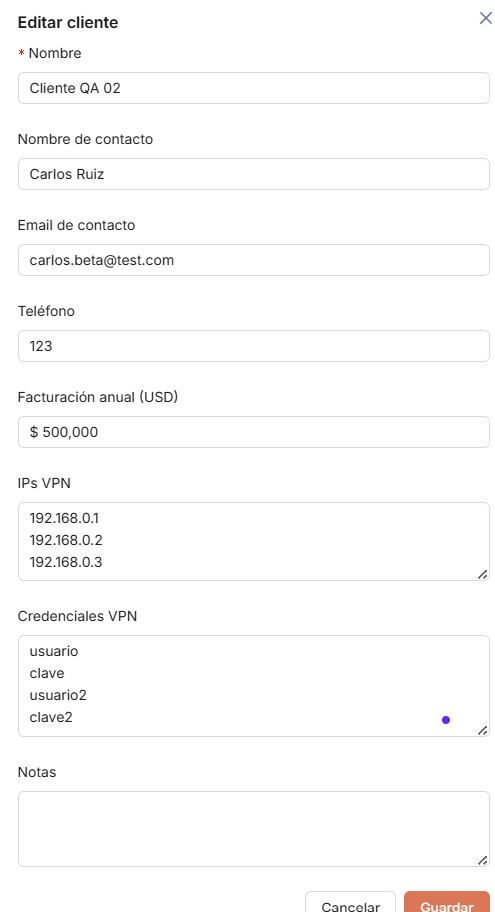 Editar cliente
* Nombre
Cliente QA 02
Nombre de contacto
Carlos Ruiz
Email de contacto
carlos.beta@test.com
Teléfono
123
Facturación anual (USD)
$ 500,000
IPs VPN
192.168.0.1
192.168.0.2
192.168.0.3
Credenciales VPN
usuario
clave
usuario2
clave2
Notas
Cancelar Guardar